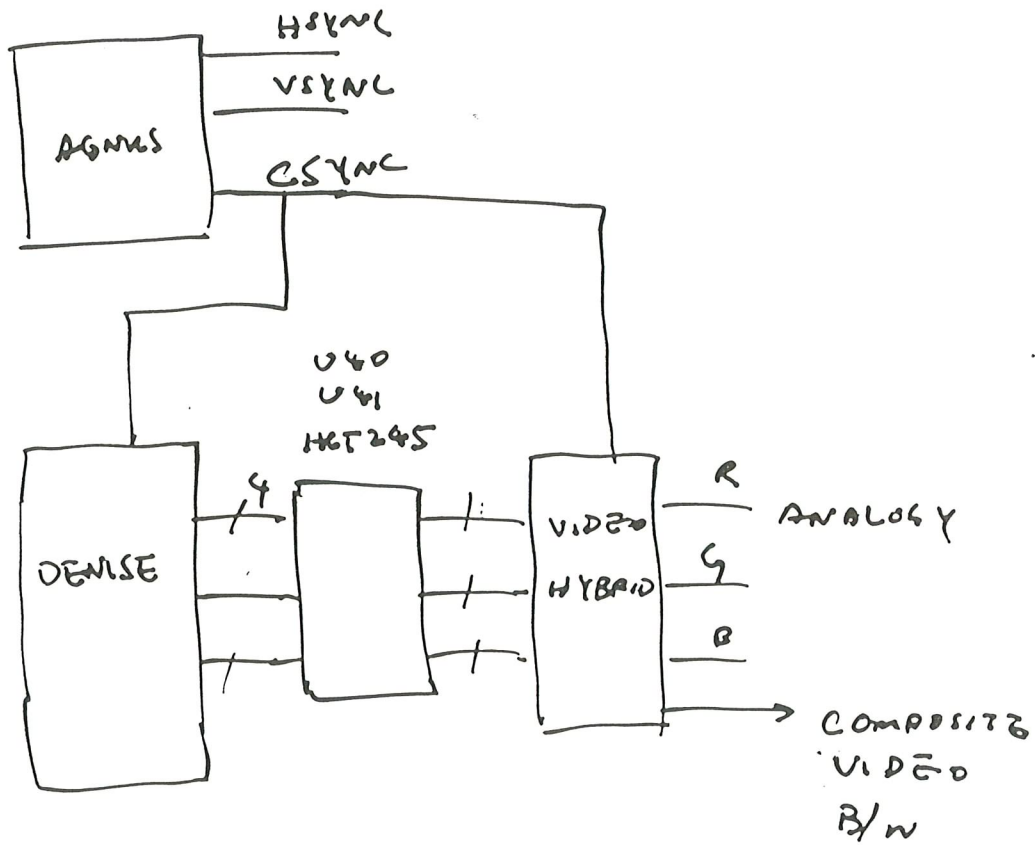 HSYNC
VSYNC
AGNUS
CSYNC
U40
U41
HCT245
4
R
VIDEO
ANALOGY
DENISE
HYBRID
G
B
COMPOSITE
VIDEO
B/W